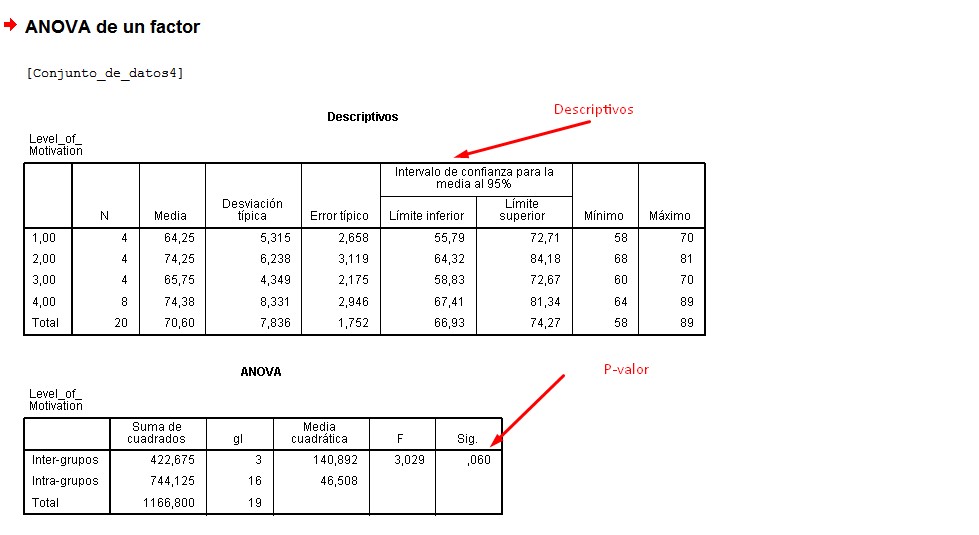 ANOVA de un factor
[Conjunto_de_datos4]
Descriptivos
Descriptivos
Level_of_
Motivation
N Media Desviación típica Error típico Intervalo de confianza para la media al 95% Límite inferior Límite superior Mínimo Máximo
1,00 4 64,25 5,315 2,658 55,79 72,71 58 70
2,00 4 74,25 6,238 3,119 64,32 84,18 68 81
3,00 4 65,75 4,349 2,175 58,83 72,67 60 70
4,00 8 74,38 8,331 2,946 67,41 81,34 64 89
Total 20 70,60 7,836 1,752 66,93 74,27 58 89
ANOVA
P-valor
Level_of_
Motivation
Suma de cuadrados gl Media cuadrática F Sig.
Inter-grupos 422,675 3 140,892 3,029 ,060
Intra-grupos 744,125 16 46,508
Total 1166,800 19